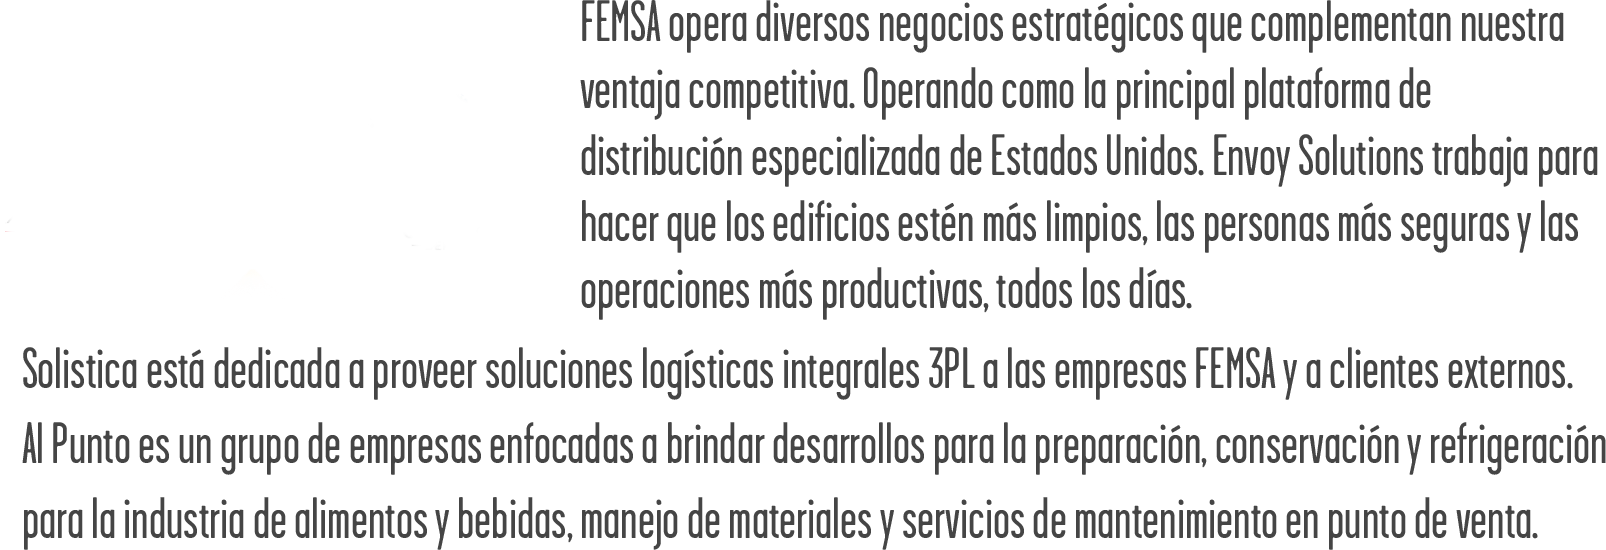 FEMSA opera diversos negocios estratégicos que complementan nuestra
ventaja competitiva. Operando como la principal plataforma de
distribución especializada de Estados Unidos. Envoy Solutions trabaja para
hacer que los edificios estén más limpios, las personas más seguras y las
operaciones más productivas, todos los días.
Solistica está dedicada a proveer soluciones logísticas integrales 3PL a las empresas FEMSA y a clientes externos.
Al Punto es un grupo de empresas enfocadas a brindar desarrollos para la preparación, conservación y refrigeración
para la industria de alimentos y bebidas, manejo de materiales y servicios de mantenimiento en punto de venta.